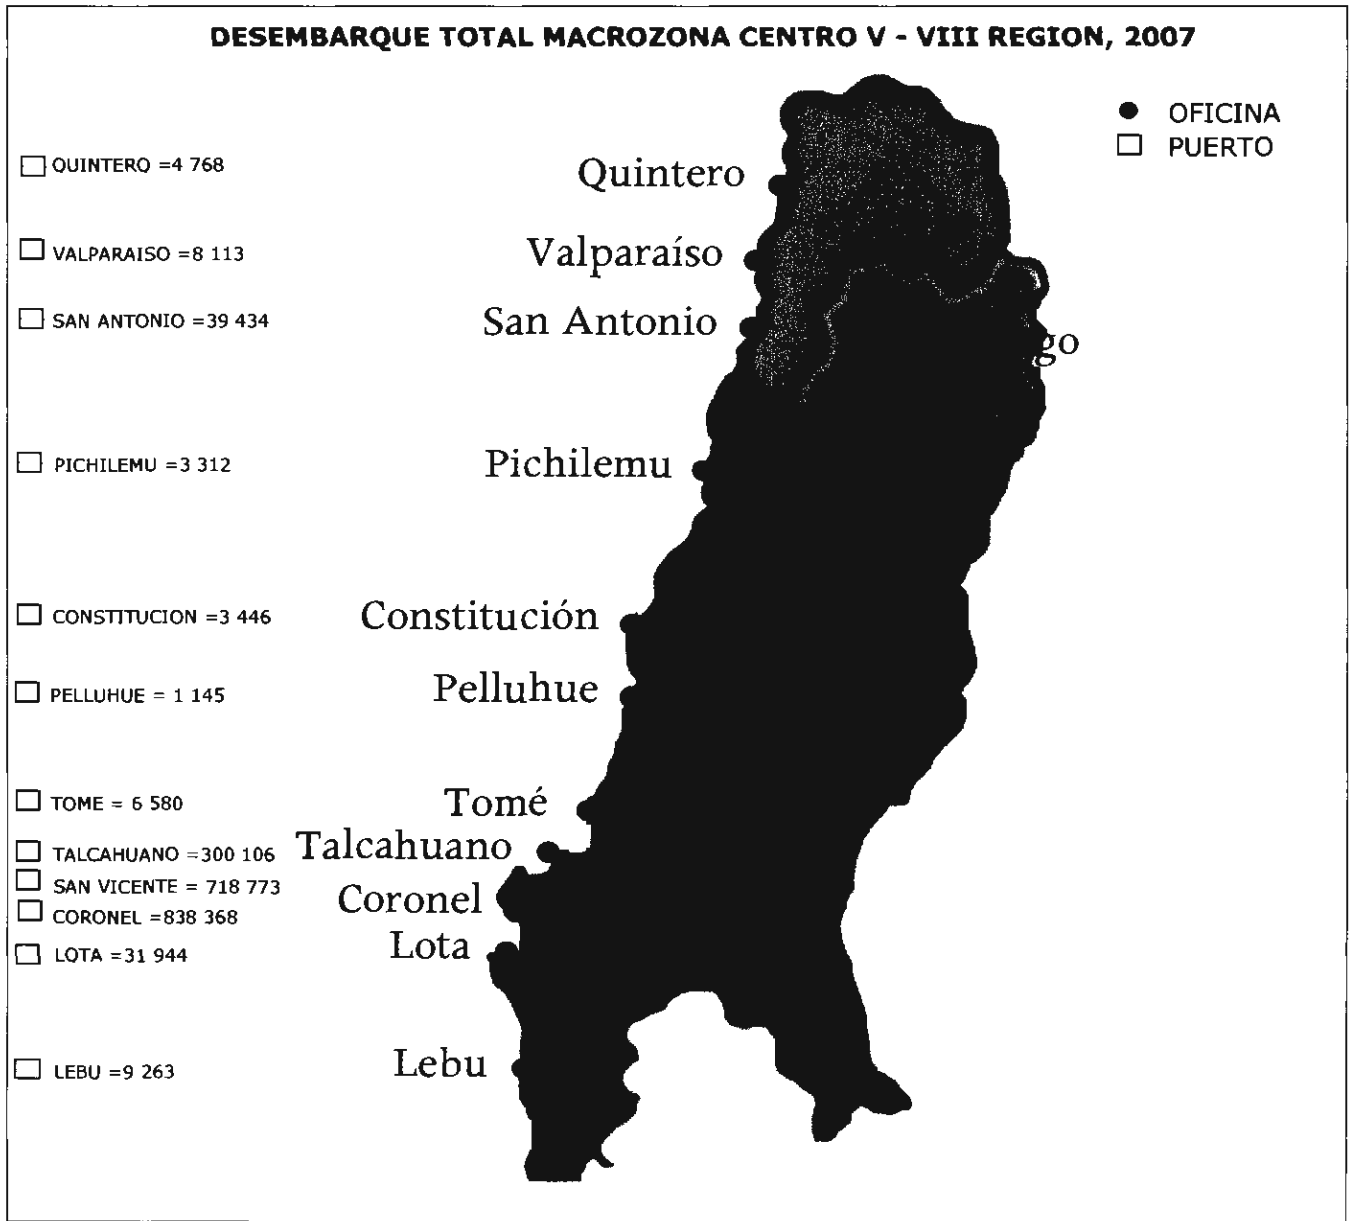 DESEMBARQUE TOTAL MACROZONA CENTRO V - VIII REGION, 2007
OFICINA
PUERTO
QUINTERO =4 768
VALPARAISO =8 113
SAN ANTONIO =39 434
PICHILEMU =3 312
CONSTITUCION =3 446
PELLUHUE = 1 145
TOME = 6 580
TALCAHUANO =300 106
SAN VICENTE = 718 773
CORONEL =838 368
LOTA =31 944
LEBU =9 263
Quintero
Valparaíso
San Antonio
Pichilemu
Constitución
Pelluhue
Tomé
Talcahuano
Coronel
Lota
Lebu